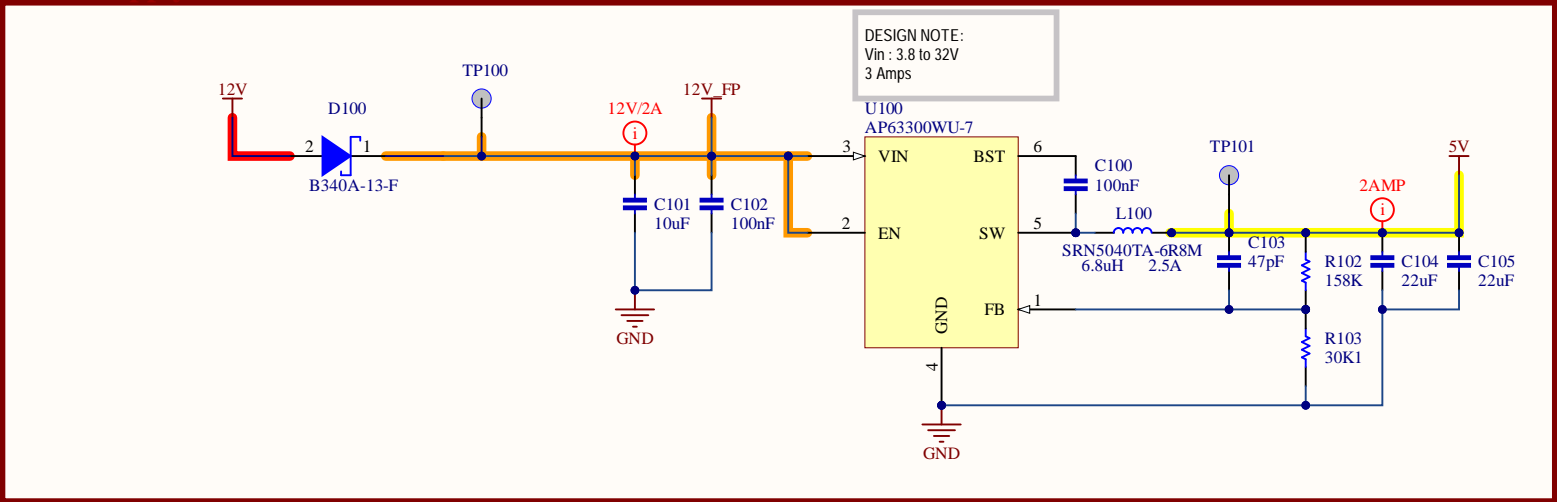 DESIGN NOTE:
Vin : 3.8 to 32V
3 Amps
12V
D100
2
1
B340A-13-F
TP100
12V/2A
i
12V_FP
C101
10uF
C102
100nF
GND
U100
AP63300WU-7
3
VIN
BST
6
2
EN
SW
5
GND
FB
1
4
GND
C100
100nF
L100
SRN5040TA-6R8M
6.8uH 2.5A
TP101
C103
47pF
R102
158K
R103
30K1
2AMP
i
C104
22uF
5V
C105
22uF